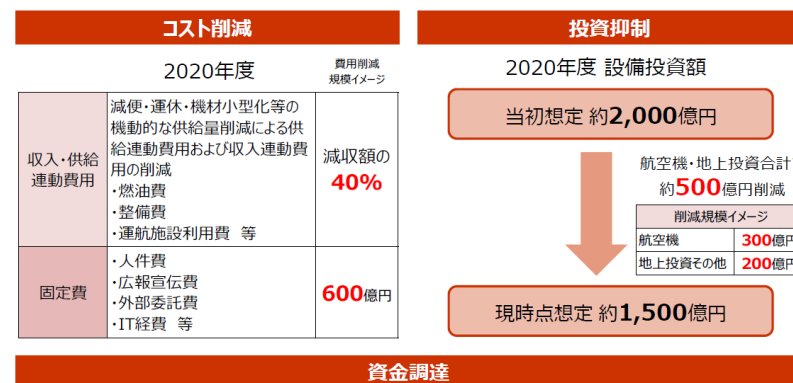 コスト削減
2020年度
費用削減
規模イメージ
収入・供給
連動費用
減便・運休・機材小型化等の
機動的な供給量削減による供
給連動費用および収入連動費
用の削減
・燃油費
・整備費
・運航施設利用費 等
減収額の
40%
固定費
・人件費
・広報宣伝費
・外部委託費
・IT経費 等
600億円
投資抑制
2020年度 設備投資額
当初想定 約2,000億円
航空機・地上投資合計
約500億円削減
削減規模イメージ
航空機 300億円
地上投資その他 200億円
現時点想定 約1,500億円
資金調達